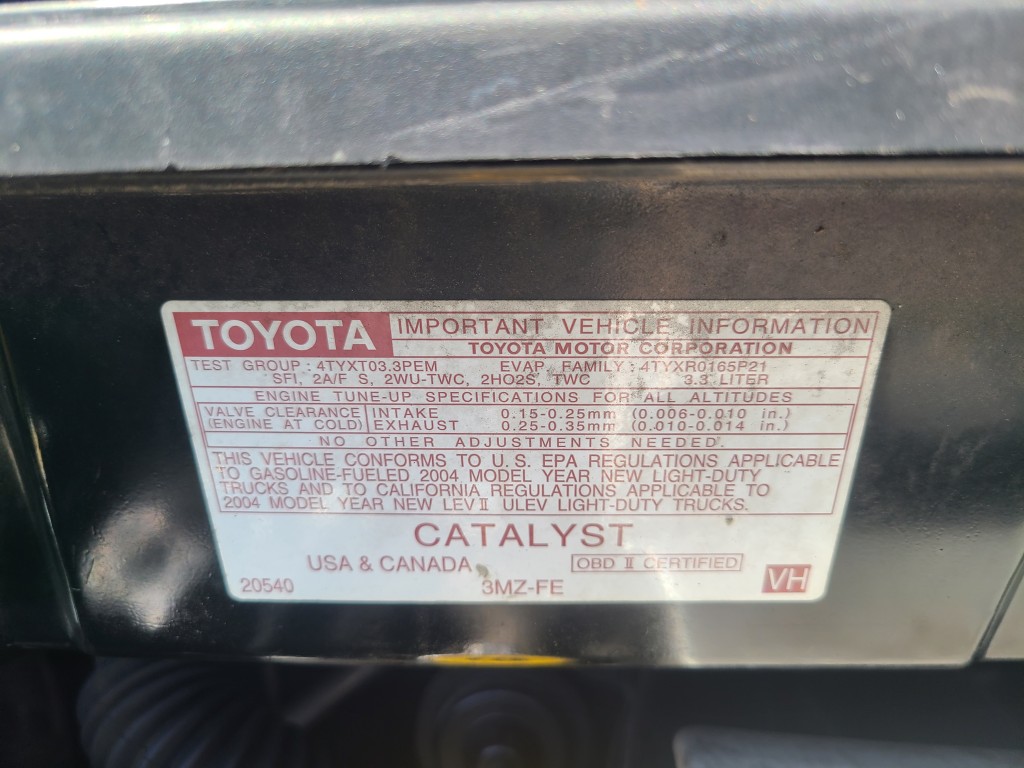 TOYOTA IMPORTANT VEHICLE INFORMATION
TOYOTA MOTOR CORPORATION
TEST GROUP : 4TYXT03.3PEM EVAP. FAMILY : 4TYXR0165P21
SFI, 2A/F S, 2WU-TWC, 2HO2S, TWC 3.3 LITER
ENGINE TUNE-UP SPECIFICATIONS FOR ALL ALTITUDES
VALVE CLEARANCE INTAKE 0.15-0.25mm (0.006-0.010 in.)
(ENGINE AT COLD) EXHAUST 0.25-0.35mm (0.010-0.014 in.)
NO OTHER ADJUSTMENTS NEEDED.
THIS VEHICLE CONFORMS TO U.S. EPA REGULATIONS APPLICABLE
TO GASOLINE-FUELED 2004 MODEL YEAR NEW LIGHT-DUTY
TRUCKS AND TO CALIFORNIA REGULATIONS APPLICABLE TO
2004 MODEL YEAR NEW LEV II ULEV LIGHT-DUTY TRUCKS.
CATALYST
USA & CANADA OBD II CERTIFIED
20540 3MZ-FE VH